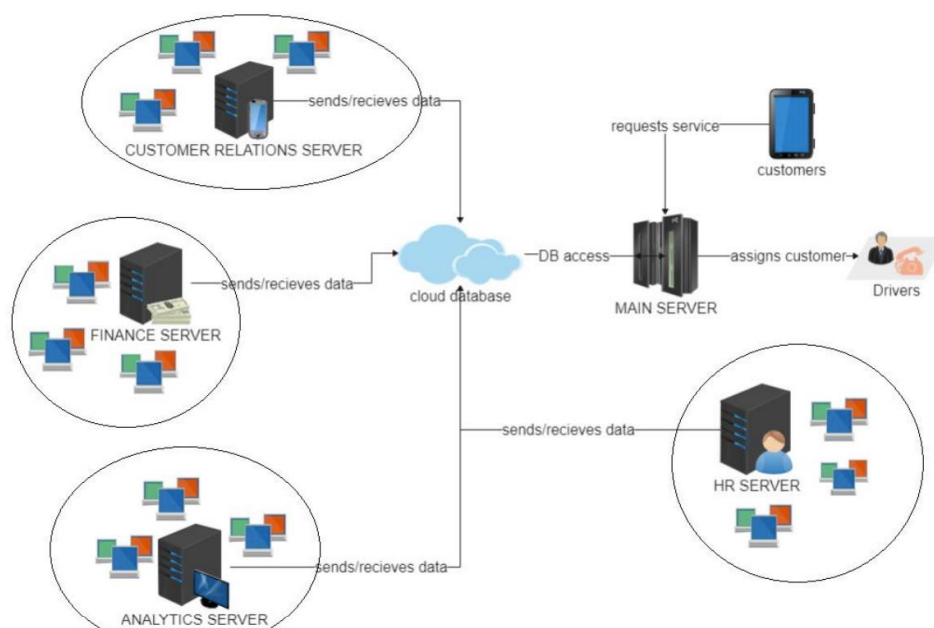 sends/recieves data
CUSTOMER RELATIONS SERVER
requests service
customers
sends/recieves data
FINANCE SERVER
cloud database
DB access
MAIN SERVER
assigns customer
Drivers
sends/recieves data
HR SERVER
sends/recieves data
ANALYTICS SERVER